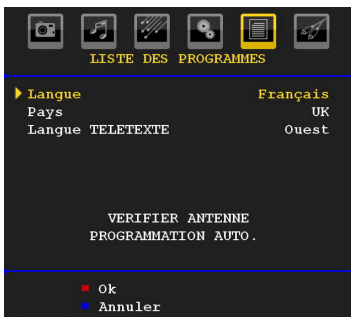 LISTE DES PROGRAMMES
Langue Français
Pays UK
Langue TELETEXTE Ouest
VERIFIER ANTENNE
PROGRAMMATION AUTO.
Ok
Annuler